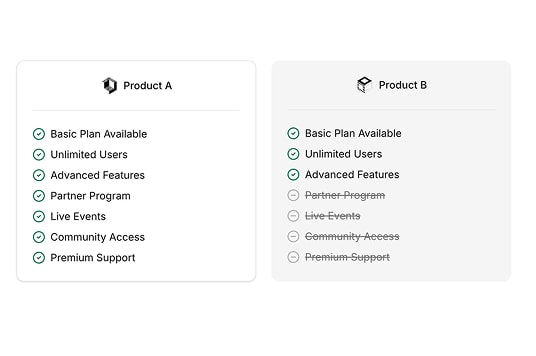 Product A
Basic Plan Available
Unlimited Users
Advanced Features
Partner Program
Live Events
Community Access
Premium Support
Product B
Basic Plan Available
Unlimited Users
Advanced Features
Partner Program
Live Events
Community Access
Premium Support